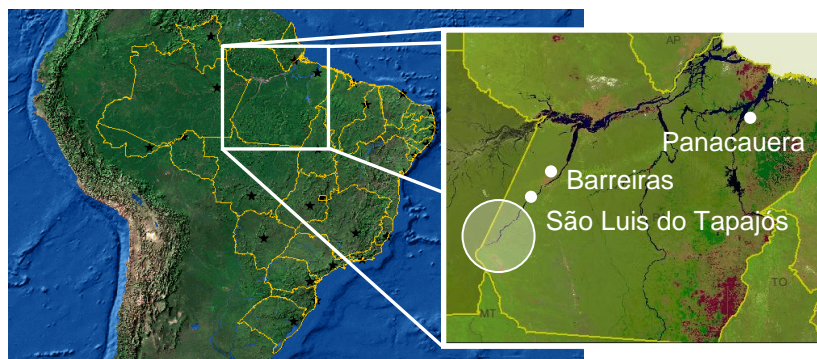 AP
Panacauera
Barreiras
São Luis do Tapajós
TO
MT